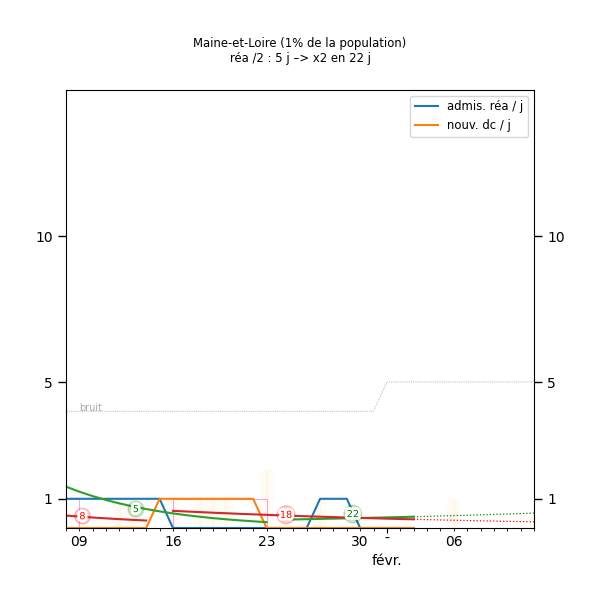 Maine-et-Loire (1% de la population)
réa /2 : 5 j –> x2 en 22 j
admis. réa / j
nouv. dc / j
10
10
5
5
bruit
1
1
8
5
18
22
09
16
23
30
-
06
févr.